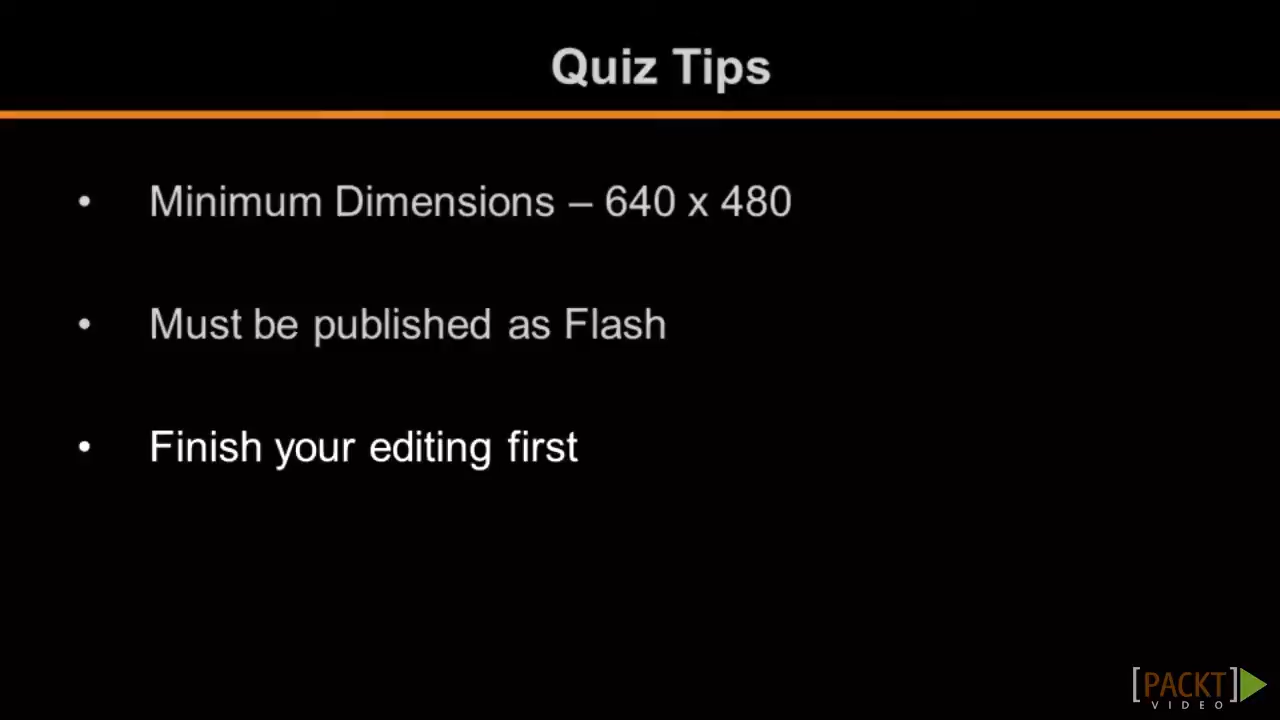 Quiz Tips
• Minimum Dimensions – 640 x 480
• Must be published as Flash
• Finish your editing first
[PACKT]
VIDEO